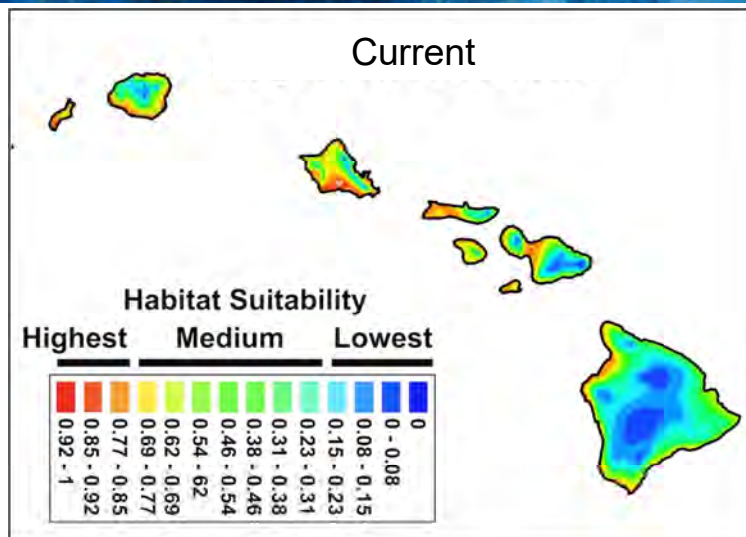 Current
Habitat Suitability
Highest Medium Lowest
0.92 - 1
0.85 - 0.92
0.77 - 0.85
0.69 - 0.77
0.62 - 0.69
0.54 - 62
0.46 - 0.54
0.38 - 0.46
0.31 - 0.38
0.23 - 0.31
0.15 - 0.23
0.08 - 0.15
0 - 0.08
0